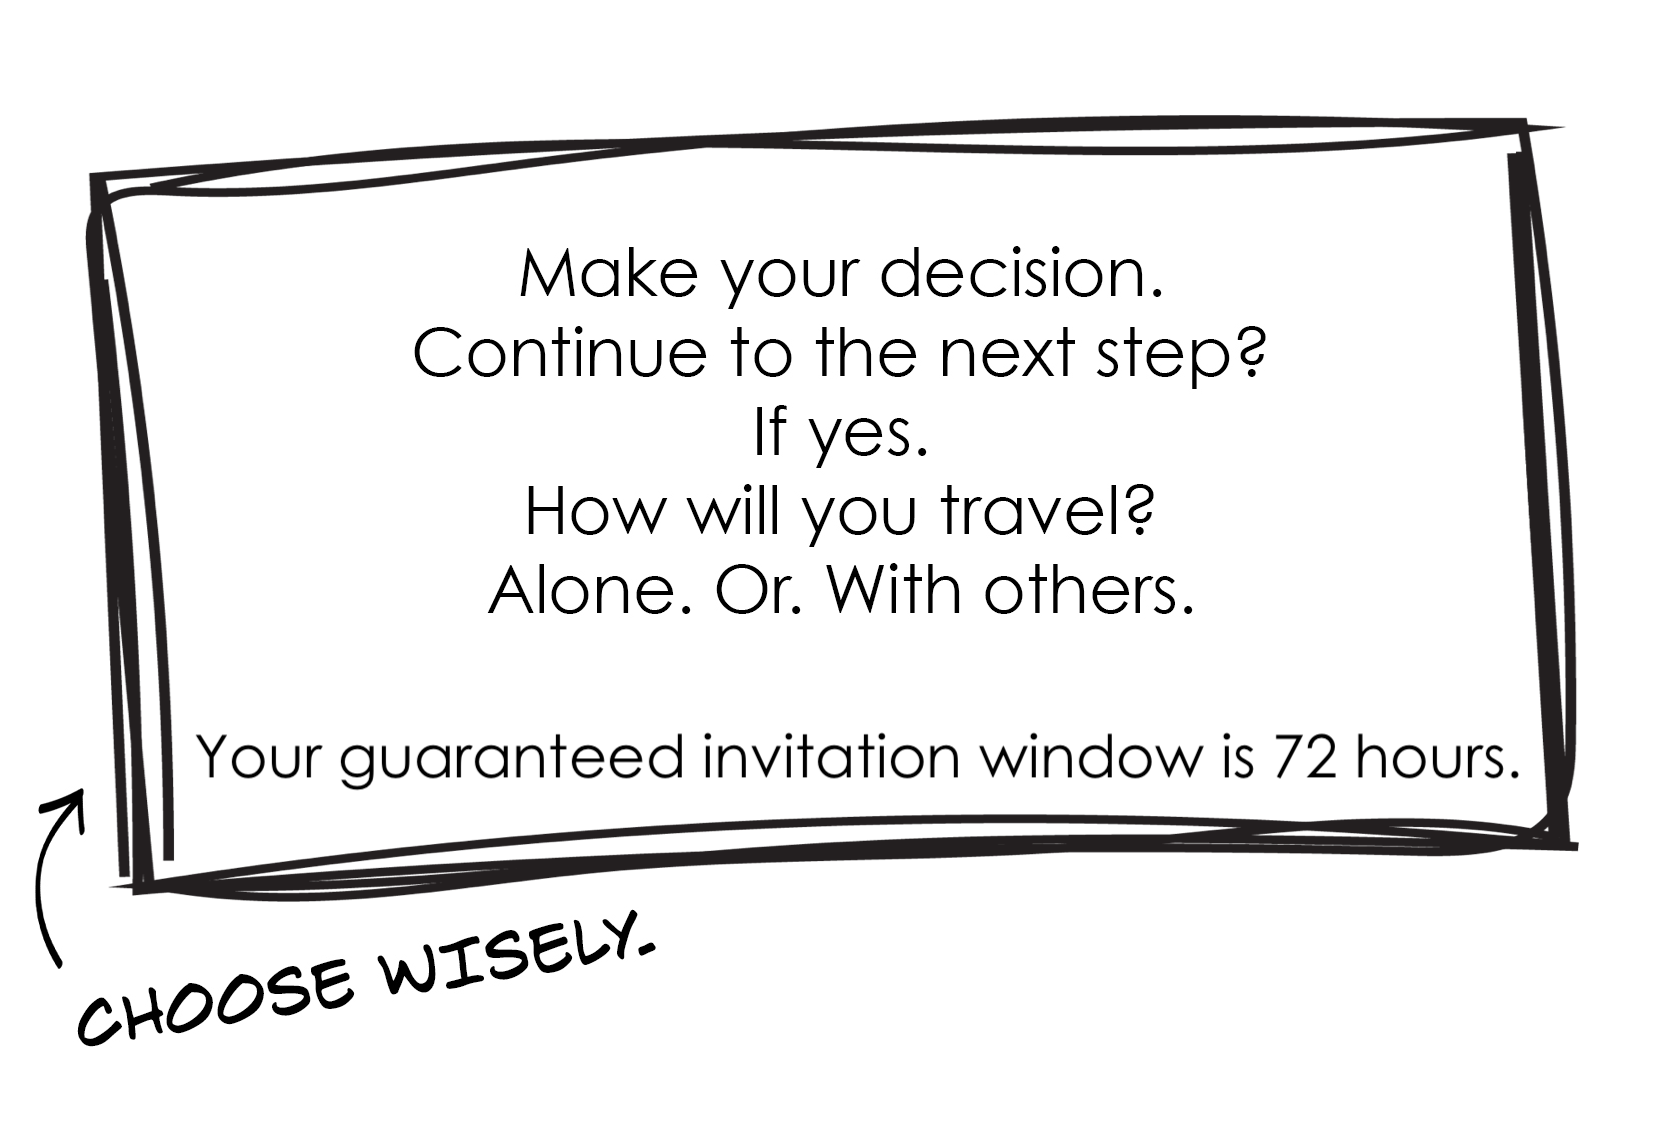 Make your decision.
Continue to the next step?
If yes.
How will you travel?
Alone. Or. With others.
Your guaranteed invitation window is 72 hours.
CHOOSE WISELY.